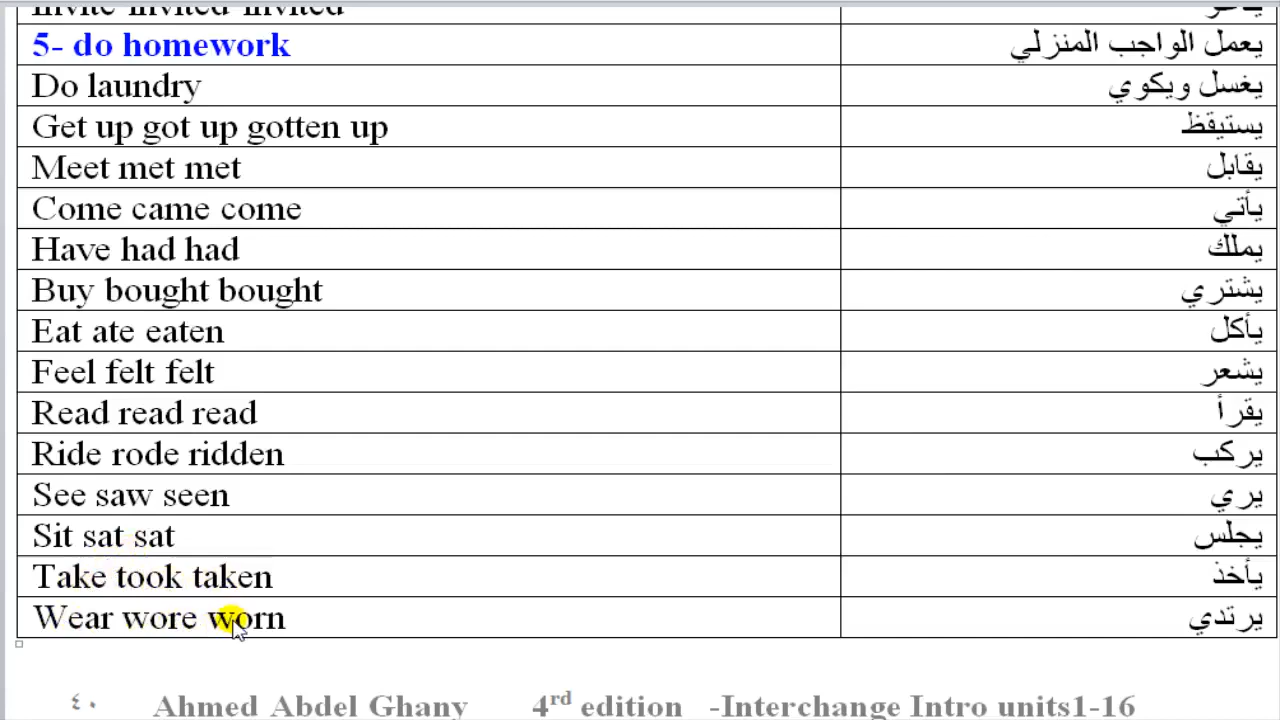 Invite invited invited
5- do homework يعمل الواجب المنزلي
Do laundry يغسل ويكوي
Get up got up gotten up يستيقظ
Meet met met يقابل
Come came come يأتي
Have had had يملك
Buy bought bought يشتري
Eat ate eaten يأكل
Feel felt felt يشعر
Read read read يقرأ
Ride rode ridden يركب
See saw seen يري
Sit sat sat يجلس
Take took taken يأخذ
Wear wore worn يرتدي
٤٠ Ahmed Abdel Ghany 4rd edition -Interchange Intro units1-16